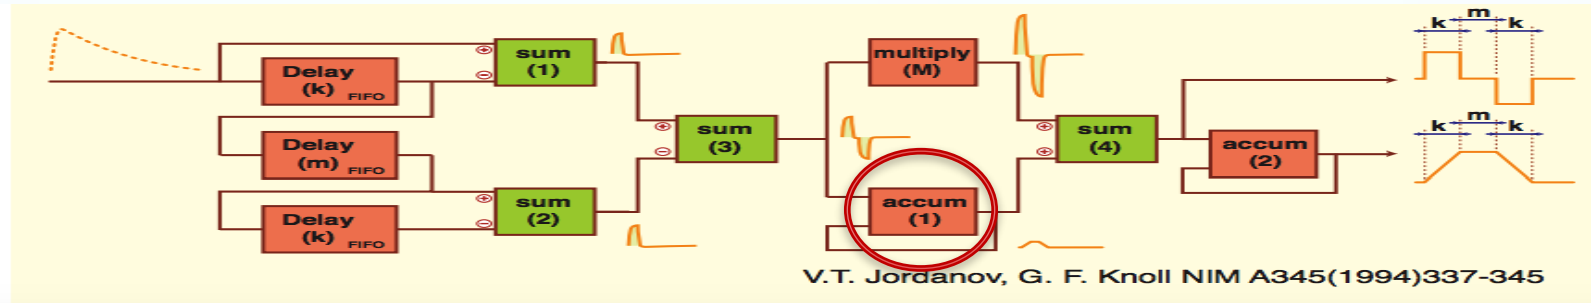 Delay
(k) FIFO
Delay
(m) FIFO
Delay
(k) FIFO
⊕
⊖
sum
(1)
⊕
⊖
sum
(2)
⊕
⊖
sum
(3)
multiply
(M)
accum
(1)
⊕
⊕
sum
(4)
accum
(2)
m
k k
m
k k
V.T. Jordanov, G. F. Knoll NIM A345(1994)337-345